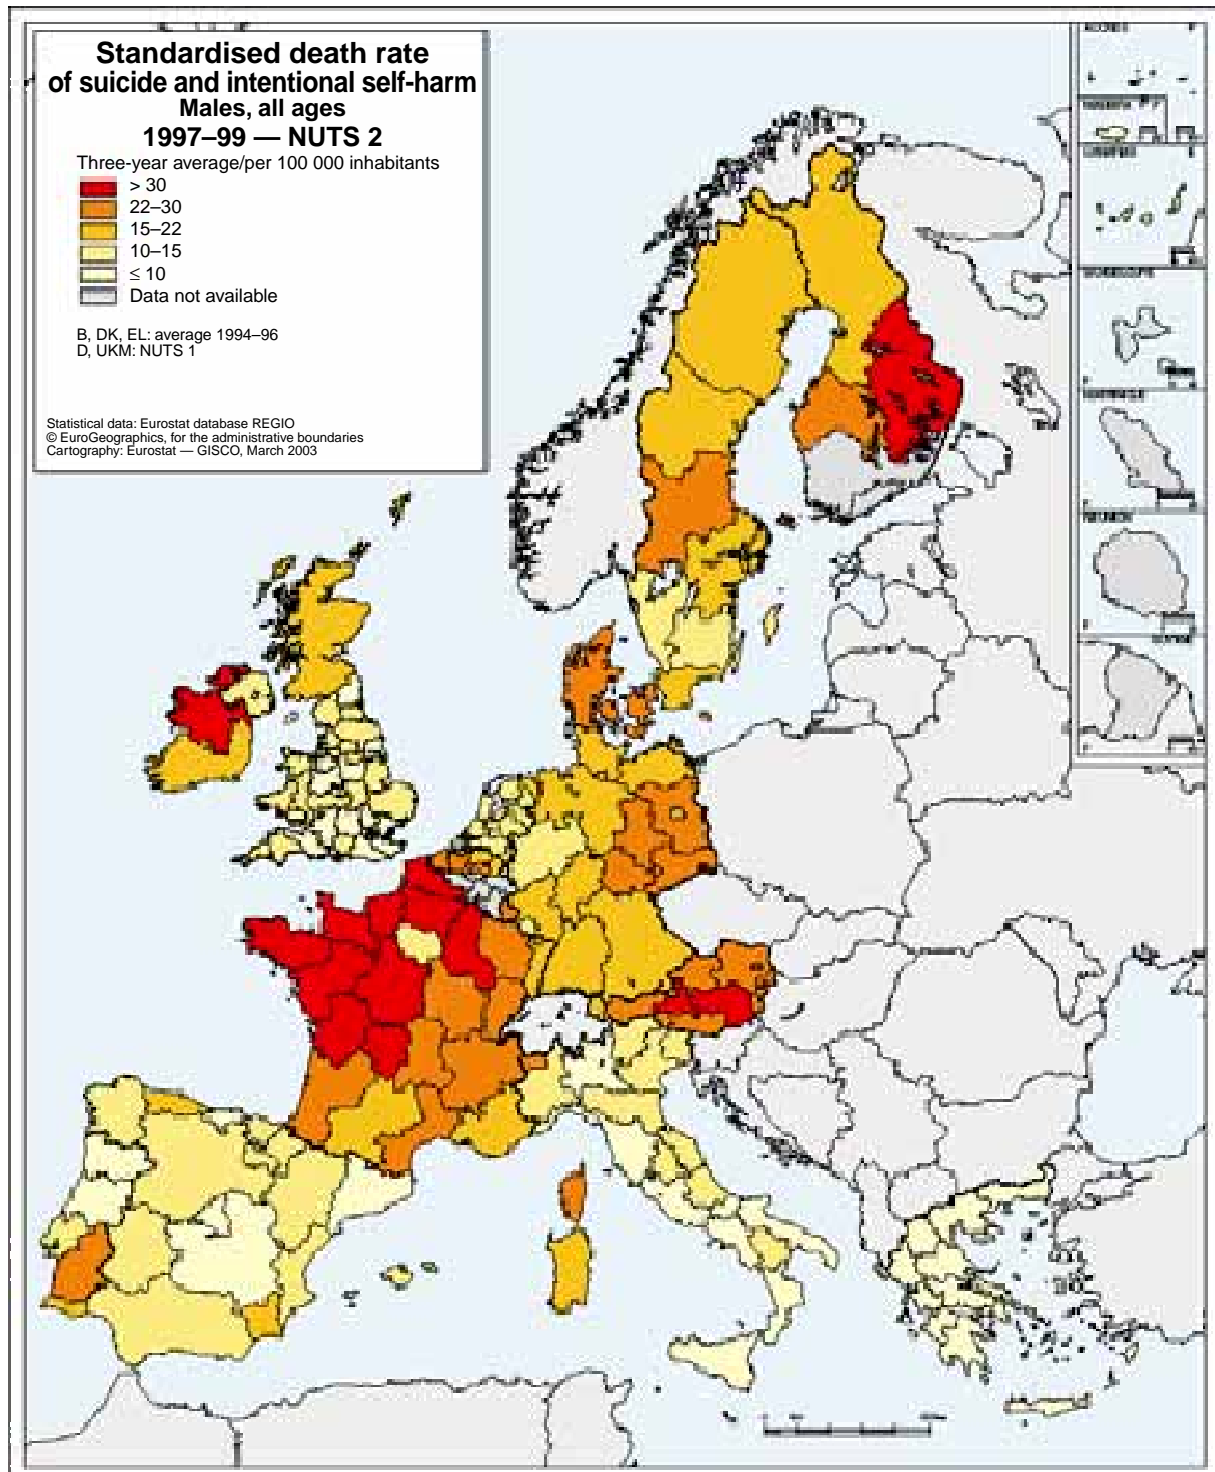 Standardised death rate
of suicide and intentional self-harm
Males, all ages
1997–99 — NUTS 2
Three-year average/per 100 000 inhabitants
> 30
22–30
15–22
10–15
≤ 10
Data not available
B, DK, EL: average 1994–96
D, UKM: NUTS 1
Statistical data: Eurostat database REGIO
© EuroGeographics, for the administrative boundaries
Cartography: Eurostat — GISCO, March 2003